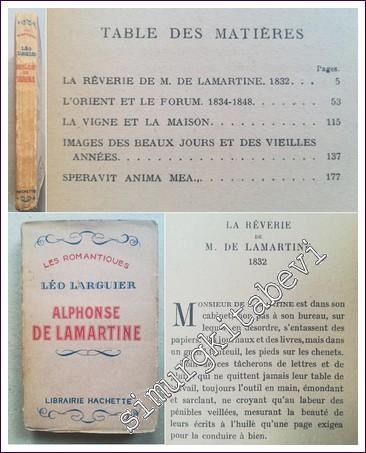 TABLE DES MATIÈRES
Pages.
LA RÊVERIE DE M. DE LAMARTINE. 1832. . . 5
L'ORIENT ET LE FORUM. 1834-1848. . . . . . . 53
LA VIGNE ET LA MAISON. . . . . . . . . . . . 115
IMAGES DES BEAUX JOURS ET DES VIEILLES
ANNÉES. . . . . . . . . . . . . . . . . . . 137
SPERAVIT ANIMA MEA... . . . . . . . . . . . 177
LÉO
LARGUIER
HACHETTE
LES ROMANTIQUES
LÉO LARGUIER
ALPHONSE
DE LAMARTINE
LIBRAIRIE HACHETTE
LA RÊVERIE
DE
M. DE LAMARTINE
1832
MONSIEUR DE LAMARTINE est dans son
cabinet, non pas à son bureau, sur
lequel, en désordre, s'entassent des
papiers, des journaux et des livres, mais dans
un grand fauteuil, les pieds sur les chenets.
ces tâcherons de lettres et de
qui ne quittent jamais leur table de
travail, toujours l'outil en main, émondant
et sarclant, ne croyant qu'au labeur des
pénibles veillées, mesurant la beauté de
leurs écrits à l'huile qu'une page exigea
pour la conduire à bien.
simurgkitabevi